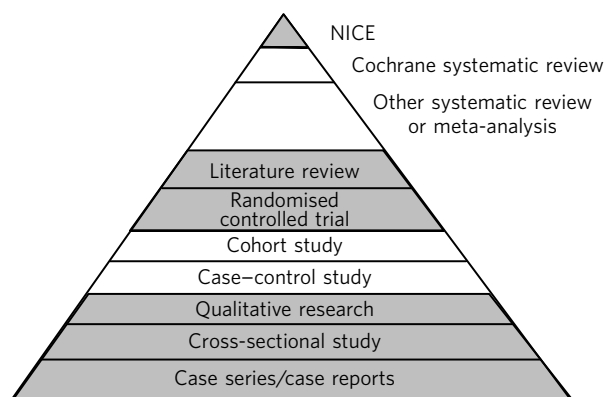 NICE
Cochrane systematic review
Other systematic review
or meta-analysis
Literature review
Randomised
controlled trial
Cohort study
Case–control study
Qualitative research
Cross-sectional study
Case series/case reports